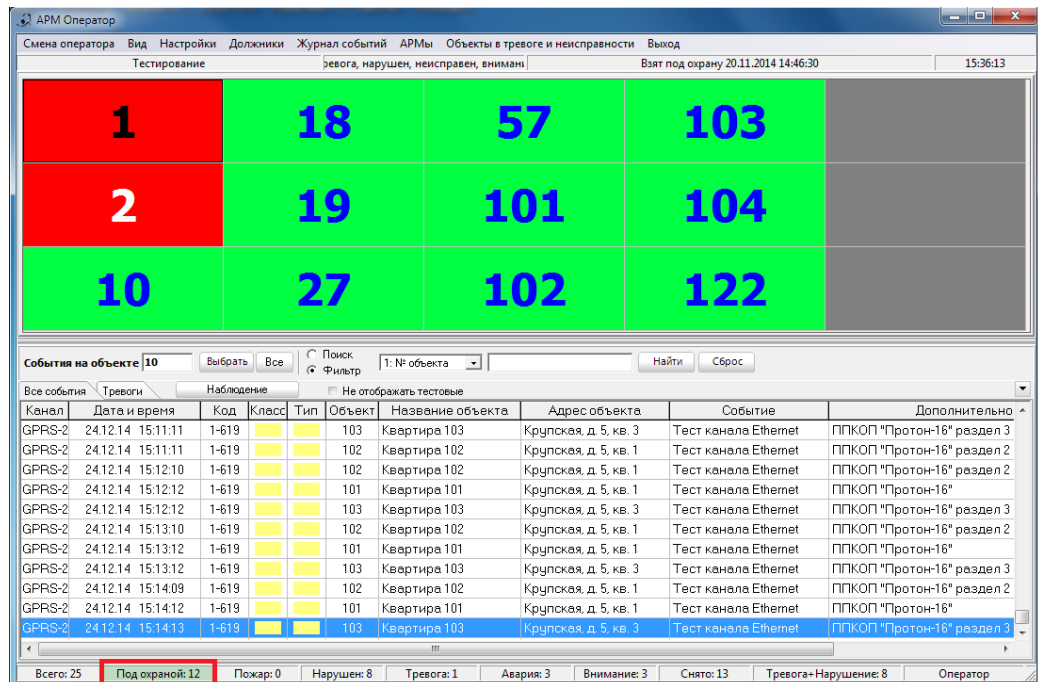 АРМ Оператор
Смена оператора Вид Настройки Должники Журнал событий АРМы Объекты в тревоге и неисправности Выход
Тестирование ревога, нарушен, неисправен, вниман Взят под охрану 20.11.2014 14:46:30 15:36:13
1 18 57 103
2 19 101 104
10 27 102 122
События на объекте 10 Выбрать Все Поиск Фильтр 1: № объекта Найти Сброс
Все события Тревоги Наблюдение Не отображать тестовые
Канал Дата и время Код Класс Тип Объект Название объекта Адрес объекта Событие Дополнительно
GPRS-2 24.12.14 15:11:11 1-619 103 Квартира 103 Крупская, д. 5, кв. 3 Тест канала Ethernet ППКОП "Протон-16" раздел 3
GPRS-2 24.12.14 15:11:11 1-619 102 Квартира 102 Крупская, д. 5, кв. 1 Тест канала Ethernet ППКОП "Протон-16" раздел 2
GPRS-2 24.12.14 15:12:10 1-619 102 Квартира 102 Крупская, д. 5, кв. 1 Тест канала Ethernet ППКОП "Протон-16" раздел 2
GPRS-2 24.12.14 15:12:12 1-619 101 Квартира 101 Крупская, д. 5, кв. 1 Тест канала Ethernet ППКОП "Протон-16"
GPRS-2 24.12.14 15:12:12 1-619 103 Квартира 103 Крупская, д. 5, кв. 3 Тест канала Ethernet ППКОП "Протон-16" раздел 3
GPRS-2 24.12.14 15:13:10 1-619 102 Квартира 102 Крупская, д. 5, кв. 1 Тест канала Ethernet ППКОП "Протон-16" раздел 2
GPRS-2 24.12.14 15:13:12 1-619 101 Квартира 101 Крупская, д. 5, кв. 1 Тест канала Ethernet ППКОП "Протон-16"
GPRS-2 24.12.14 15:13:12 1-619 103 Квартира 103 Крупская, д. 5, кв. 3 Тест канала Ethernet ППКОП "Протон-16" раздел 3
GPRS-2 24.12.14 15:14:09 1-619 102 Квартира 102 Крупская, д. 5, кв. 1 Тест канала Ethernet ППКОП "Протон-16" раздел 2
GPRS-2 24.12.14 15:14:12 1-619 101 Квартира 101 Крупская, д. 5, кв. 1 Тест канала Ethernet ППКОП "Протон-16"
GPRS-2 24.12.14 15:14:13 1-619 103 Квартира 103 Крупская, д. 5, кв. 3 Тест канала Ethernet ППКОП "Протон-16" раздел 3
Всего: 25 Под охраной: 12 Пожар: 0 Нарушен: 8 Тревога: 1 Авария: 3 Внимание: 3 Снято: 13 Тревога+Нарушение: 8 Оператор